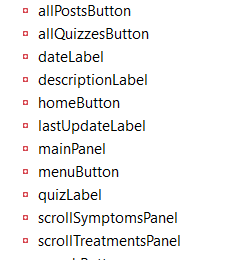 allPostsButton
allQuizzesButton
dateLabel
descriptionLabel
homeButton
lastUpdateLabel
mainPanel
menuButton
quizLabel
scrollSymptomsPanel
scrollTreatmentsPanel